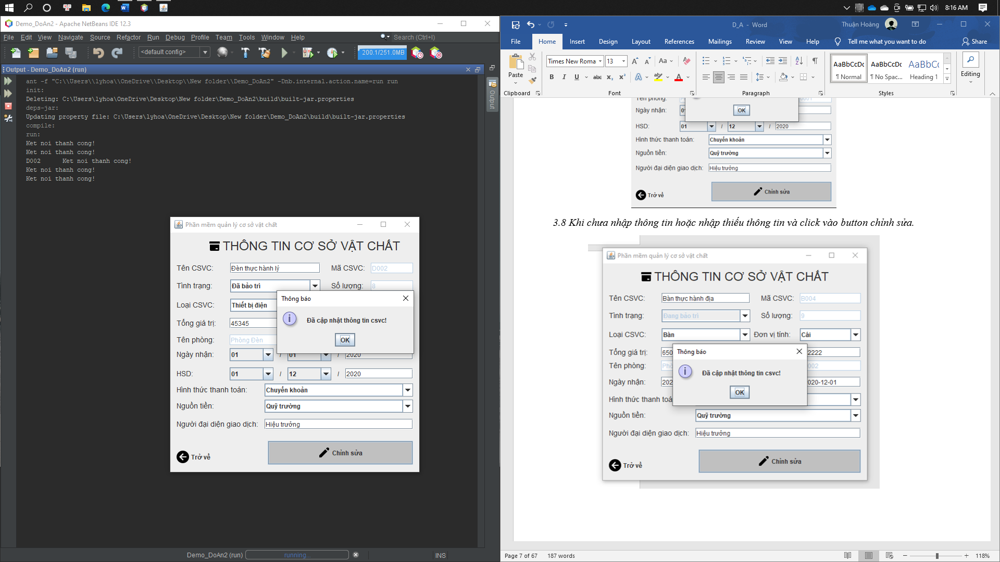 8:16 AM
Demo_DoAn2 - Apache NetBeans IDE 12.3
File Edit View Navigate Source Refactor Run Debug Profile Team Tools Window Help Search (Ctrl+I)
<default config> 200.1/251.0MB
Output - Demo_DoAn2 (run)
ant -f "C:\\Users\\lyhoa\\OneDrive\\Desktop\\New folder\\Demo_DoAn2" -Dnb.internal.action.name=run run
init:
Deleting: C:\Users\lyhoa\OneDrive\Desktop\New folder\Demo_DoAn2\build\built-jar.properties
deps-jar:
Updating property file: C:\Users\lyhoa\OneDrive\Desktop\New folder\Demo_DoAn2\build\built-jar.properties
compile:
run:
Ket noi thanh cong!
Ket noi thanh cong!
D002 Ket noi thanh cong!
Ket noi thanh cong!
Ket noi thanh cong!
Output
Phần mềm quản lý cơ sở vật chất
THÔNG TIN CƠ SỞ VẬT CHẤT
Tên CSVC: Đèn thực hành lý Mã CSVC: D002
Tình trạng: Đã bảo trì Số lượng: 8
Loại CSVC: Thiết bị điện
Tổng giá trị: 45345
Tên phòng: Phòng Đèn
Ngày nhận: 01 / 01 / 2020
HSD: 01 / 12 / 2020
Hình thức thanh toán: Chuyển khoản
Nguồn tiền: Quỹ trường
Người đại diện giao dịch: Hiệu trưởng
Trở về Chỉnh sửa
Thông báo
Đã cập nhật thông tin csvc!
OK
Demo_DoAn2 (run) running... INS
D_A - Word Thuận Hoàng
File Home Insert Design Layout References Mailings Review View Help Tell me what you want to do Share
Paste Times New Roma 13 Aa
B I U abc x₂ x² A A
AaBbCcDc AaBbCcDc AaBbCc
¶ Normal ¶ No Spac... Heading 1 Editing
Clipboard Font Paragraph Styles
Tên phòng:
Ngày nhận: OK
HSD: 01 / 12 / 2020
Hình thức thanh toán: Chuyển khoản
Nguồn tiền: Quỹ trường
Người đại diện giao dịch: Hiệu trưởng
Trở về Chỉnh sửa
3.8 Khi chưa nhập thông tin hoặc nhập thiếu thông tin và click vào button chỉnh sửa.
Phần mềm quản lý cơ sở vật chất
THÔNG TIN CƠ SỞ VẬT CHẤT
Tên CSVC: Bàn thực hành địa Mã CSVC: B004
Tình trạng: Đang bảo trì Số lượng: 9
Loại CSVC: Bàn Đơn vị tính: Cái
Tổng giá trị: 650 2222
Tên phòng: Phò 002
Ngày nhận: 202 020-12-01
Hình thức thanh toá
Nguồn tiền: Quỹ trường
Người đại diện giao dịch: Hiệu trưởng
Trở về Chỉnh sửa
Thông báo
Đã cập nhật thông tin csvc!
OK
Page 7 of 67 187 words 118%